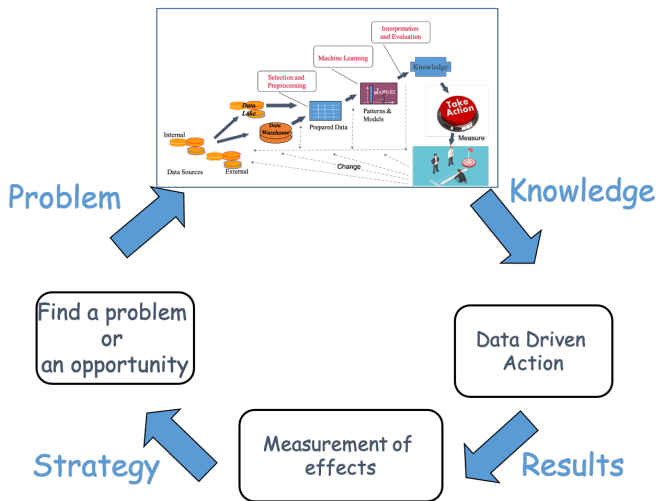 Interpretation
and Evaluation
Machine Learning
Knowledge
Selection and
Preprocessing
Take
Action
Data
Lake
Patterns &
Models
Prepared Data
Data
Warehouse
Internal
Measure
Change
Data Sources
External
Problem
Knowledge
Find a problem
or
an opportunity
Data Driven
Action
Measurement of
effects
Strategy
Results